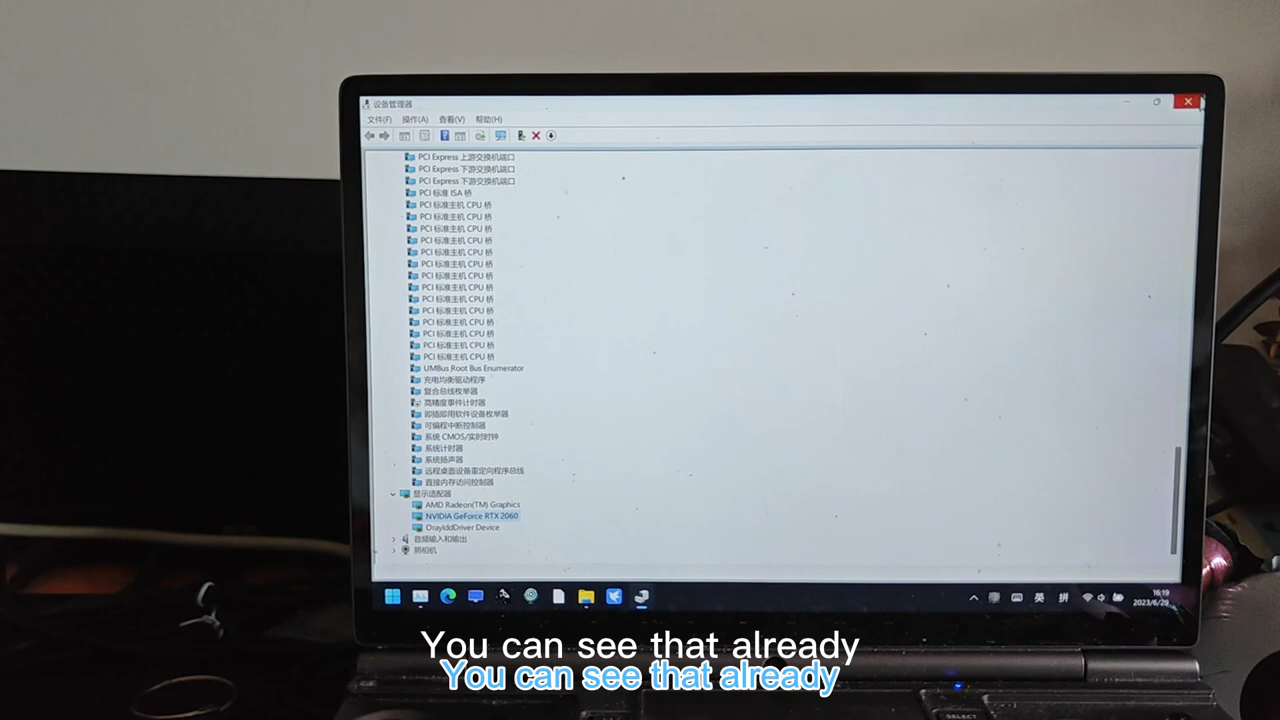 设备管理器
文件(F) 操作(A) 查看(V) 帮助(H)
PCI Express 上游交换机端口
PCI Express 下游交换机端口
PCI Express 下游交换机端口
PCI 标准 ISA 桥
PCI 标准主机 CPU 桥
PCI 标准主机 CPU 桥
PCI 标准主机 CPU 桥
PCI 标准主机 CPU 桥
PCI 标准主机 CPU 桥
PCI 标准主机 CPU 桥
PCI 标准主机 CPU 桥
PCI 标准主机 CPU 桥
PCI 标准主机 CPU 桥
PCI 标准主机 CPU 桥
PCI 标准主机 CPU 桥
PCI 标准主机 CPU 桥
PCI 标准主机 CPU 桥
PCI 标准主机 CPU 桥
UMBus Root Bus Enumerator
充电均衡驱动程序
复合总线枚举器
高精度事件计时器
即插即用软件设备枚举器
可编程中断控制器
系统 CMOS/实时时钟
系统计时器
系统扬声器
远程桌面设备重定向程序总线
直接内存访问控制器
显示适配器
AMD Radeon(TM) Graphics
NVIDIA GeForce RTX 2060
OrayIddDriver Device
音频输入和输出
照相机
英 拼
16:19
2023/6/29
You can see that already
You can see that already
SELECT